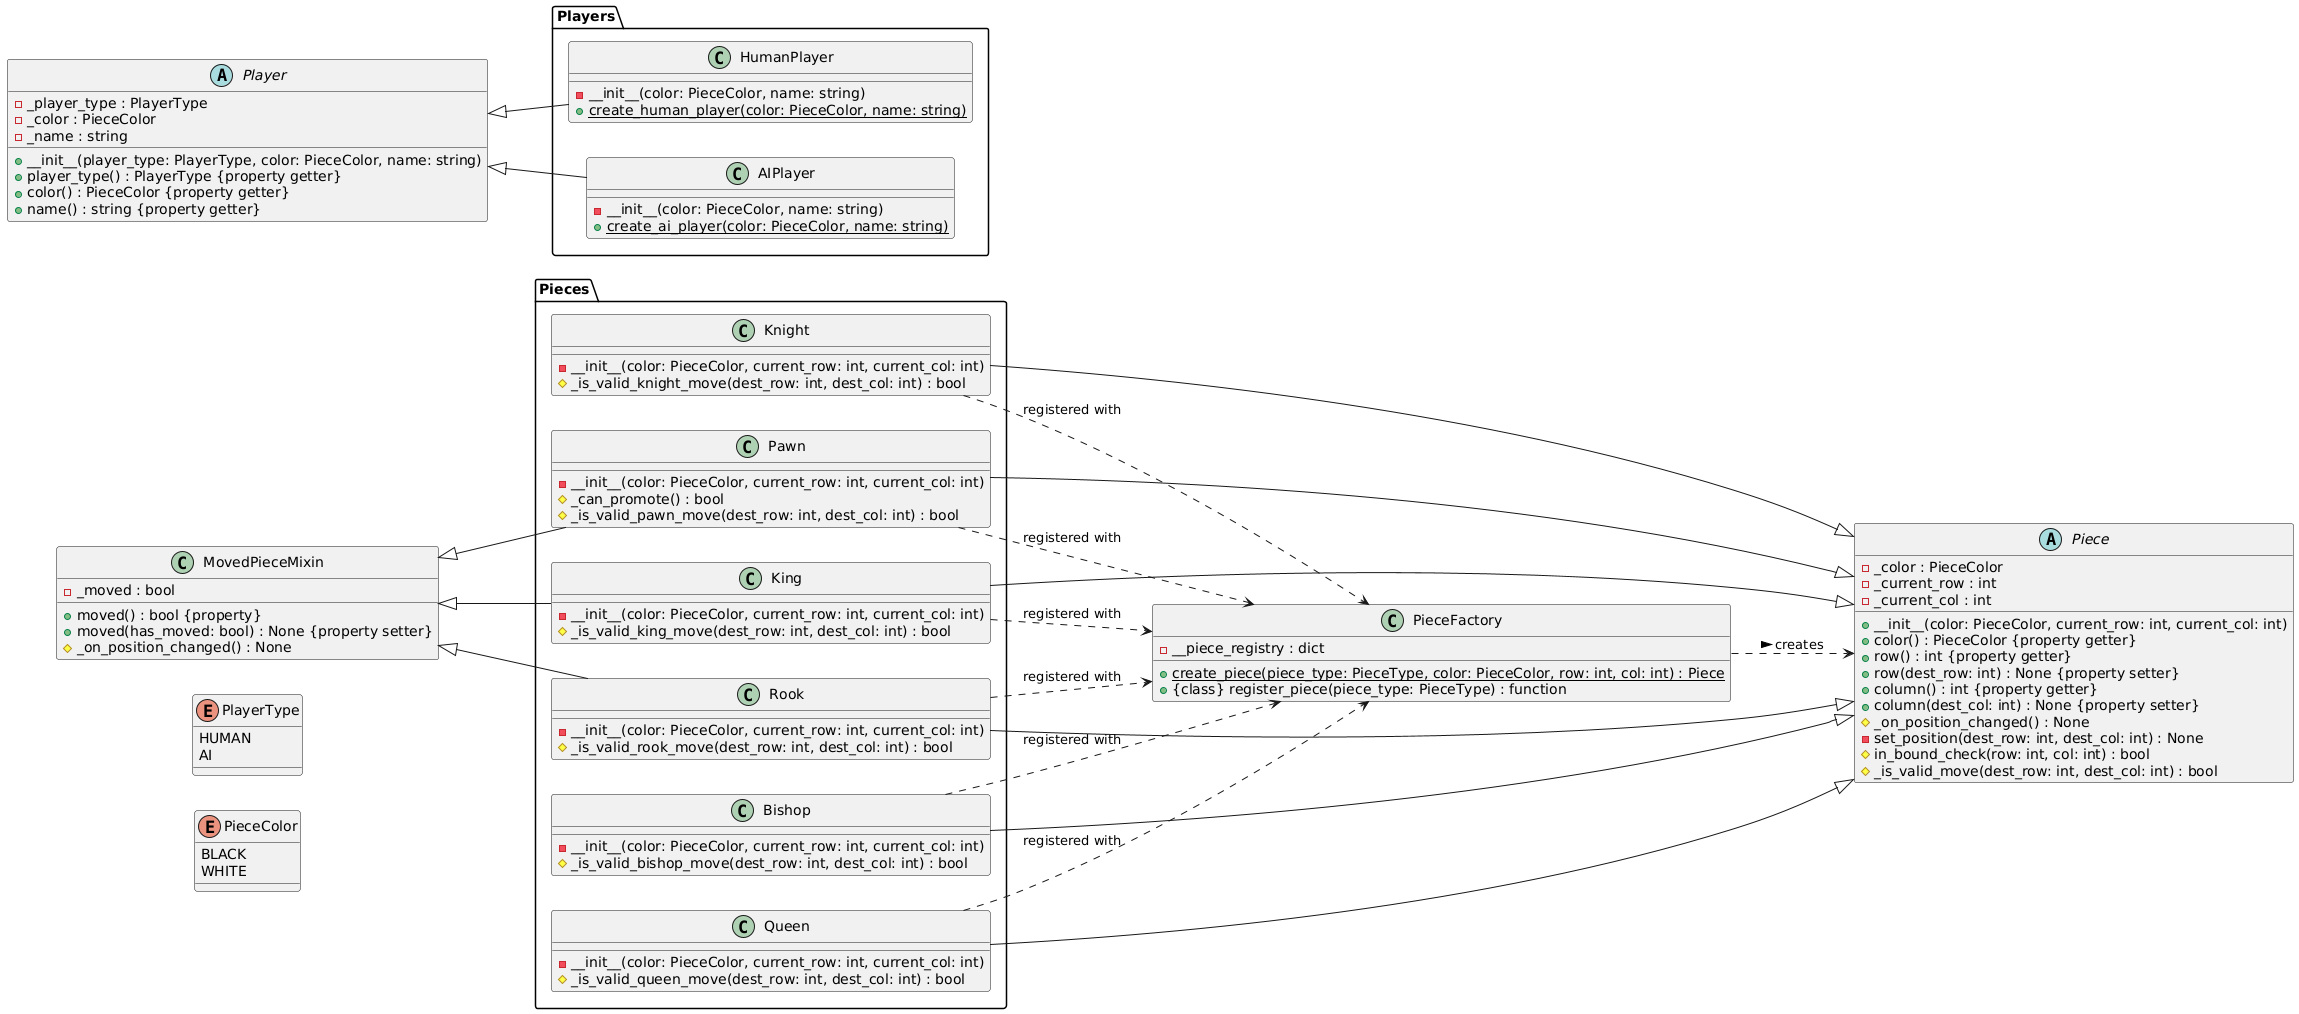 Players
A Player
_player_type : PlayerType
_color : PieceColor
_name : string
__init__(player_type: PlayerType, color: PieceColor, name: string)
player_type() : PlayerType {property getter}
color() : PieceColor {property getter}
name() : string {property getter}
C HumanPlayer
__init__(color: PieceColor, name: string)
create_human_player(color: PieceColor, name: string)
C AIPlayer
__init__(color: PieceColor, name: string)
create_ai_player(color: PieceColor, name: string)
Pieces
C Knight
__init__(color: PieceColor, current_row: int, current_col: int)
_is_valid_knight_move(dest_row: int, dest_col: int) : bool
C Pawn
__init__(color: PieceColor, current_row: int, current_col: int)
_can_promote() : bool
_is_valid_pawn_move(dest_row: int, dest_col: int) : bool
C King
__init__(color: PieceColor, current_row: int, current_col: int)
_is_valid_king_move(dest_row: int, dest_col: int) : bool
C Rook
__init__(color: PieceColor, current_row: int, current_col: int)
_is_valid_rook_move(dest_row: int, dest_col: int) : bool
C Bishop
__init__(color: PieceColor, current_row: int, current_col: int)
_is_valid_bishop_move(dest_row: int, dest_col: int) : bool
C Queen
__init__(color: PieceColor, current_row: int, current_col: int)
_is_valid_queen_move(dest_row: int, dest_col: int) : bool
C MovedPieceMixin
_moved : bool
moved() : bool {property}
moved(has_moved: bool) : None {property setter}
_on_position_changed() : None
E PlayerType
HUMAN
AI
E PieceColor
BLACK
WHITE
registered with
registered with
registered with
registered with
registered with
registered with
C PieceFactory
__piece_registry : dict
create_piece(piece_type: PieceType, color: PieceColor, row: int, col: int) : Piece
{class} register_piece(piece_type: PieceType) : function
creates
A Piece
_color : PieceColor
_current_row : int
_current_col : int
__init__(color: PieceColor, current_row: int, current_col: int)
color() : PieceColor {property getter}
row() : int {property getter}
row(dest_row: int) : None {property setter}
column() : int {property getter}
column(dest_col: int) : None {property setter}
_on_position_changed() : None
set_position(dest_row: int, dest_col: int) : None
in_bound_check(row: int, col: int) : bool
_is_valid_move(dest_row: int, dest_col: int) : bool